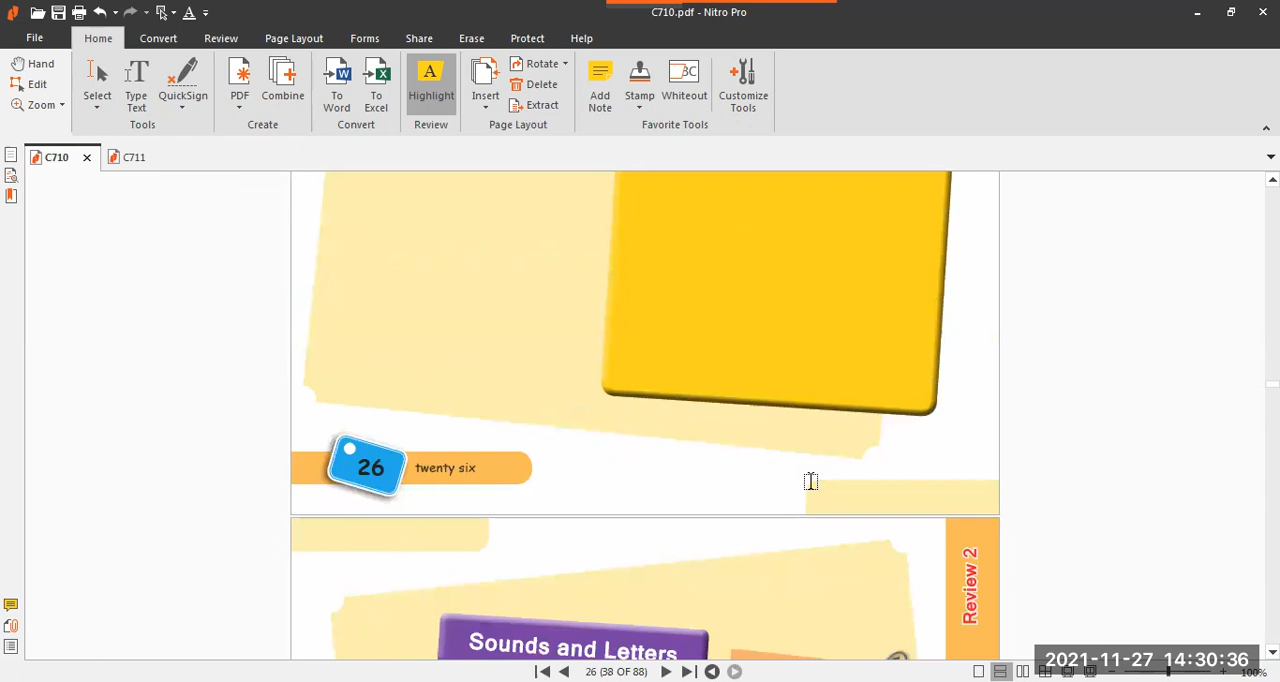 C710.pdf - Nitro Pro
File Home Convert Review Page Layout Forms Share Erase Protect Help
Hand
Edit
Zoom
Select
Type Text
QuickSign
Tools
PDF
Combine
Create
To Word
To Excel
Convert
A
Highlight
Review
Insert
Rotate
Delete
Extract
Page Layout
Add Note
Stamp
Whiteout
Customize Tools
Favorite Tools
C710
C711
26
twenty six
Review 2
Sounds and Letters
26 (38 OF 88)
2021-11-27 14:30:36
100%